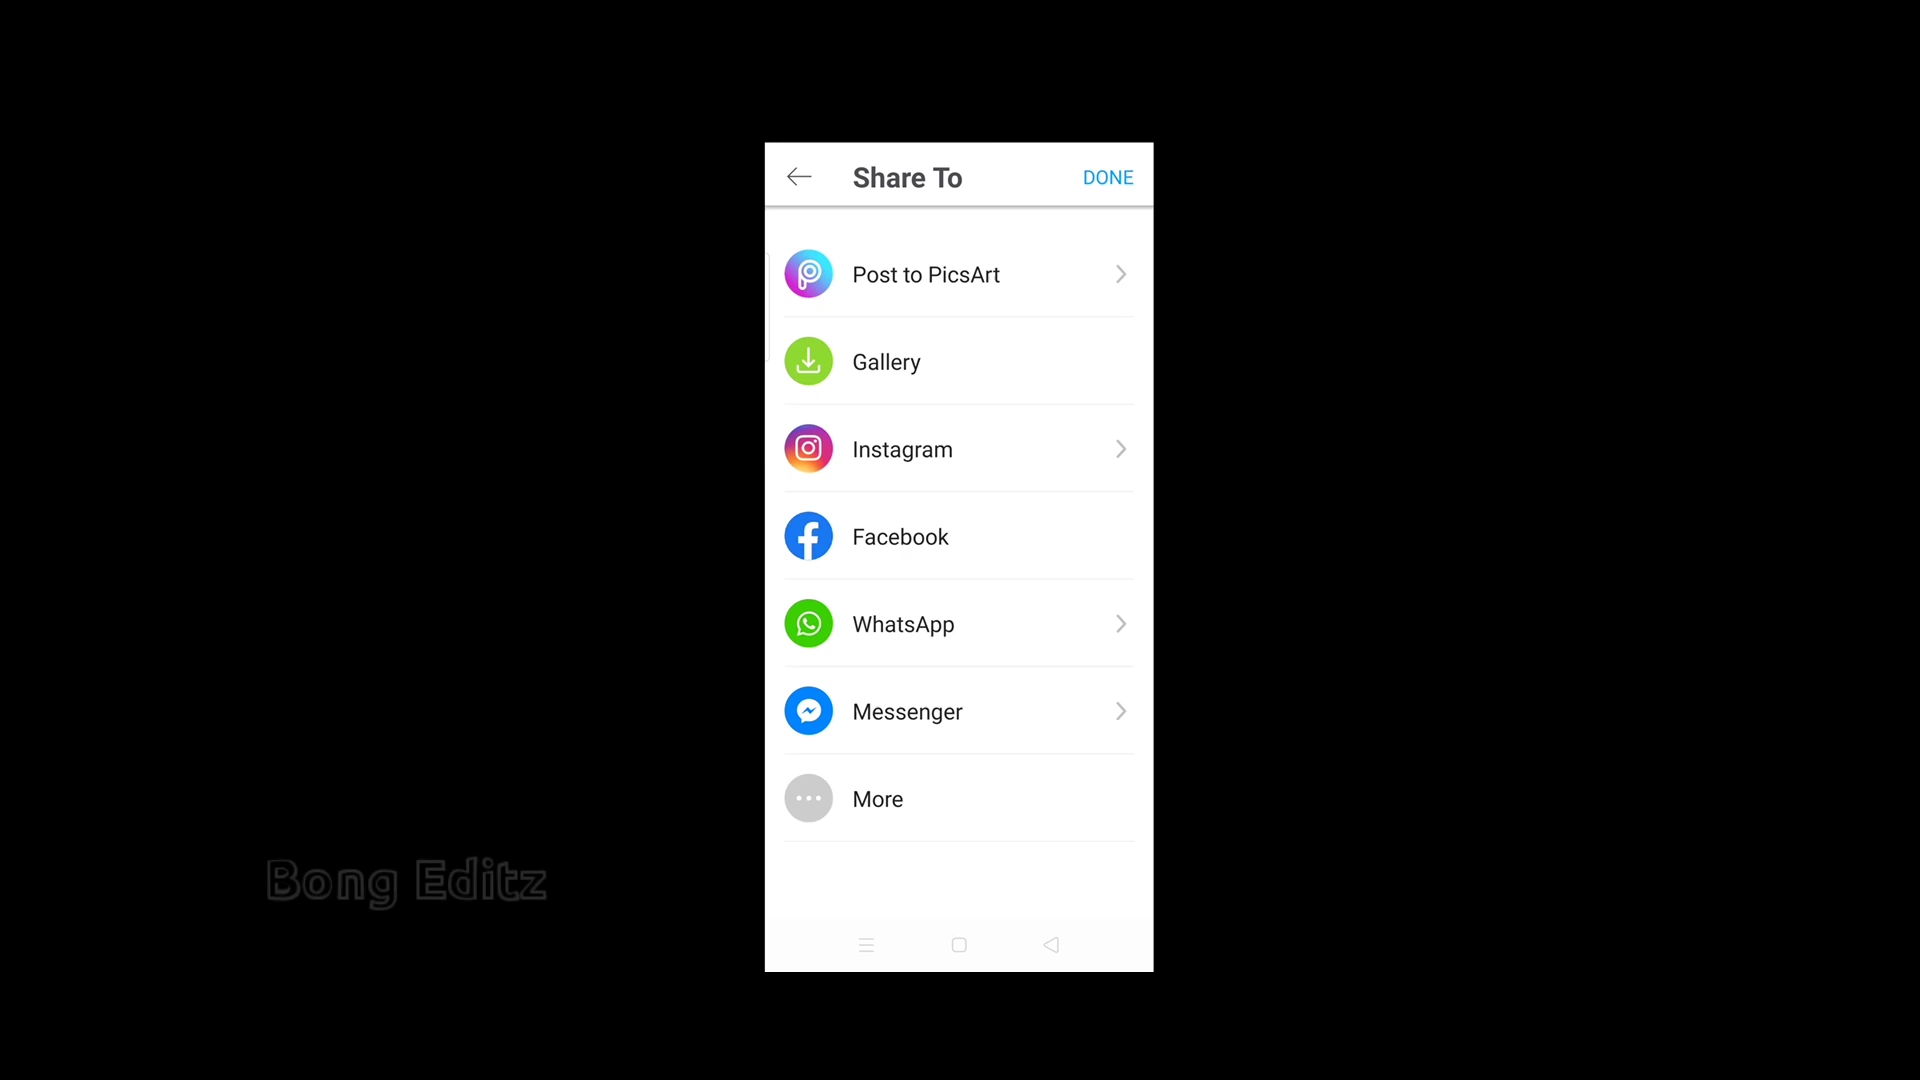 Share To
DONE
Post to PicsArt
Gallery
Instagram
Facebook
WhatsApp
Messenger
More
Bong Editz